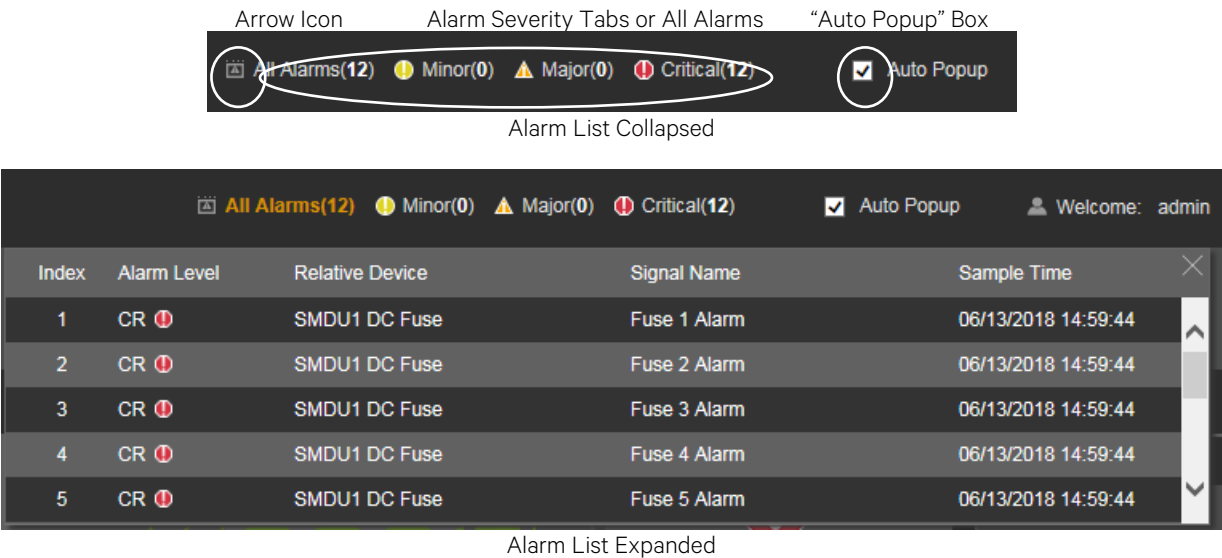 Arrow Icon Alarm Severity Tabs or All Alarms “Auto Popup” Box
All Alarms(12) Minor(0) Major(0) Critical(12) Auto Popup
Alarm List Collapsed
All Alarms(12) Minor(0) Major(0) Critical(12) Auto Popup Welcome: admin
Index Alarm Level Relative Device Signal Name Sample Time
1 CR SMDU1 DC Fuse Fuse 1 Alarm 06/13/2018 14:59:44
2 CR SMDU1 DC Fuse Fuse 2 Alarm 06/13/2018 14:59:44
3 CR SMDU1 DC Fuse Fuse 3 Alarm 06/13/2018 14:59:44
4 CR SMDU1 DC Fuse Fuse 4 Alarm 06/13/2018 14:59:44
5 CR SMDU1 DC Fuse Fuse 5 Alarm 06/13/2018 14:59:44
Alarm List Expanded